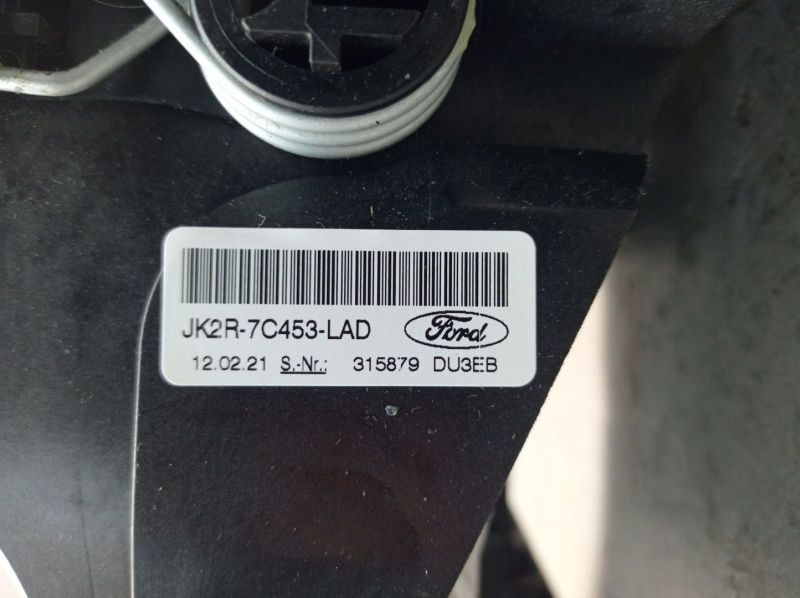 JK2R-7C453-LAD Ford
12.02.21 S.-Nr.: 315879 DU3EB